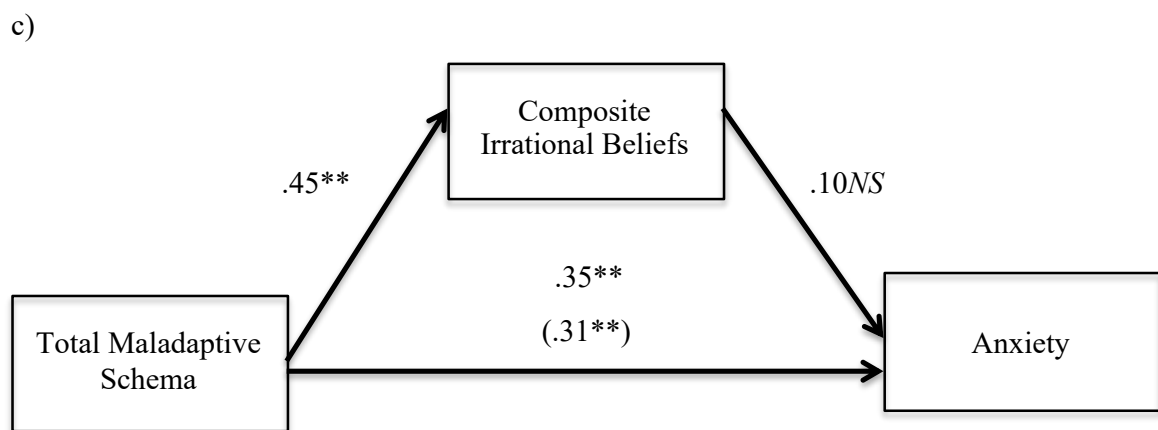 c)
Composite
Irrational Beliefs
.45**
.10NS
.35**
(.31**)
Total Maladaptive
Schema
Anxiety